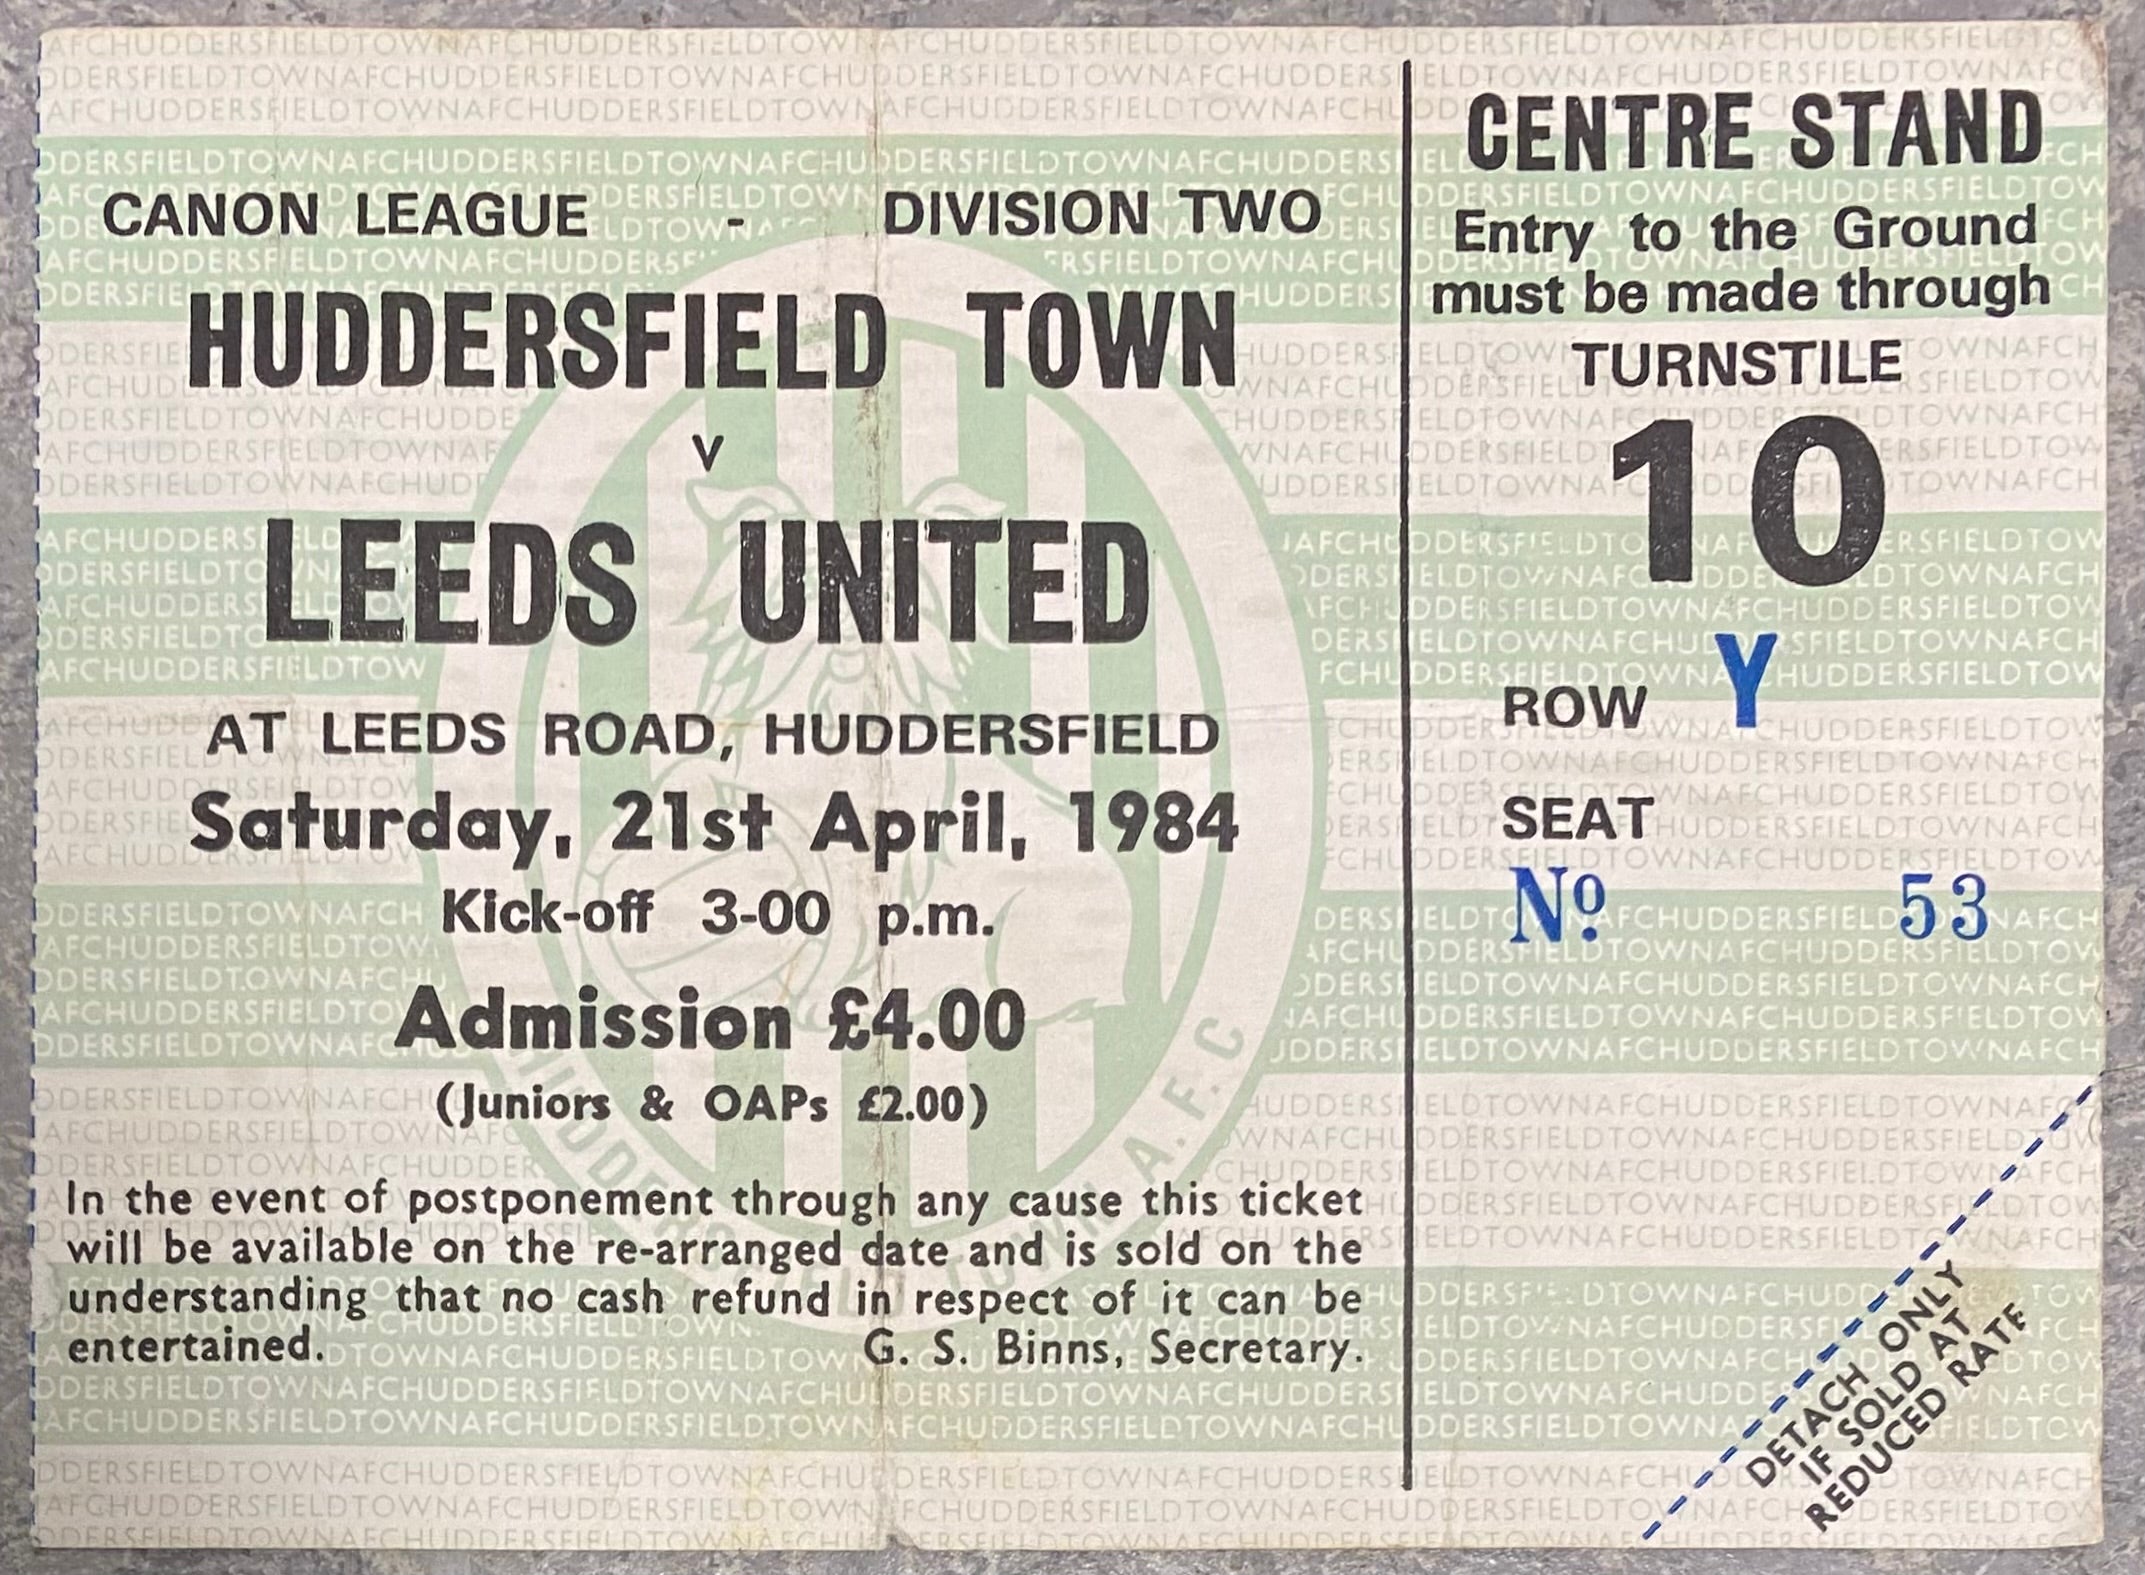 CANON LEAGUE - DIVISION TWO
HUDDERSFIELD TOWN
v
LEEDS UNITED
AT LEEDS ROAD, HUDDERSFIELD
Saturday, 21st April, 1984
Kick-off 3-00 p.m.
Admission £4.00
(Juniors & OAPs £2.00)
In the event of postponement through any cause this ticket
will be available on the re-arranged date and is sold on the
understanding that no cash refund in respect of it can be
entertained. G. S. Binns, Secretary.
CENTRE STAND
Entry to the Ground
must be made through
TURNSTILE
10
ROW Y
SEAT
Nº 53
DETACH ONLY
IF SOLD AT
REDUCED RATE
HUDDERSFIELD TOWN A.F.C